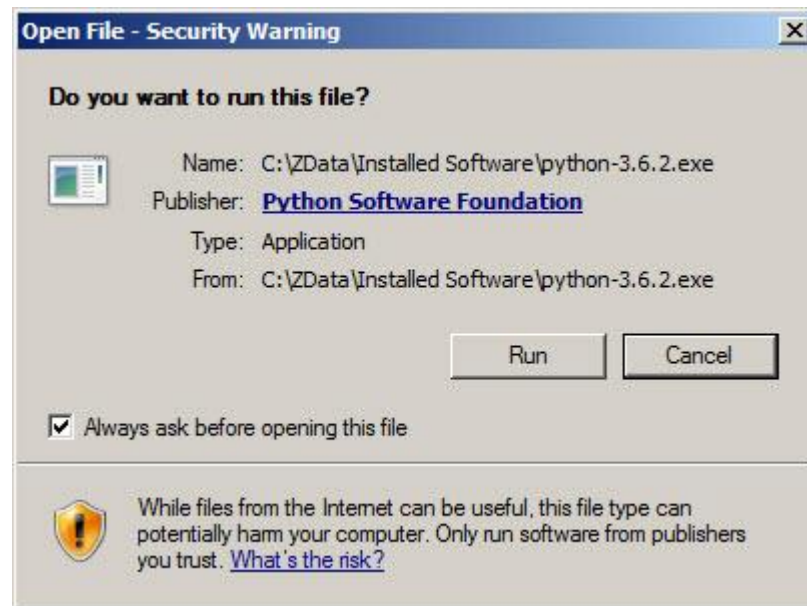 Open File - Security Warning
Do you want to run this file?
Name: C:\ZData\Installed Software\python-3.6.2.exe
Publisher: Python Software Foundation
Type: Application
From: C:\ZData\Installed Software\python-3.6.2.exe
Run Cancel
Always ask before opening this file
While files from the Internet can be useful, this file type can
potentially harm your computer. Only run software from publishers
you trust. What's the risk?